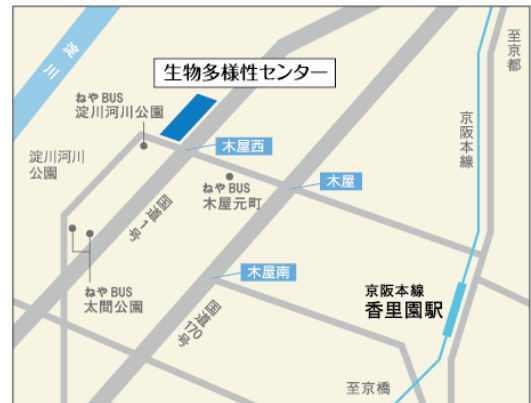 淀川
生物多様性センター
至京都
ねやBUS
淀川河川公園
京阪本線
淀川河川
公園
木屋西
ねやBUS
木屋元町
木屋
国道1号
ねやBUS
太間公園
木屋南
京阪本線
香里園駅
国道170号
至京橋